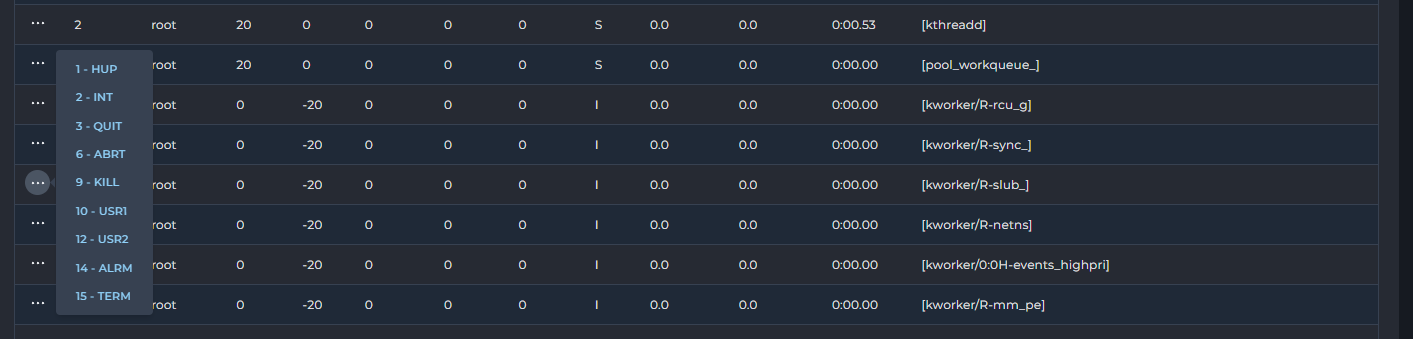 ... 2 root 20 0 0 0 0 S 0.0 0.0 0:00.53 [kthreadd]
... root 20 0 0 0 0 S 0.0 0.0 0:00.00 [pool_workqueue_]
... root 0 -20 0 0 0 I 0.0 0.0 0:00.00 [kworker/R-rcu_g]
... root 0 -20 0 0 0 I 0.0 0.0 0:00.00 [kworker/R-sync_]
... root 0 -20 0 0 0 I 0.0 0.0 0:00.00 [kworker/R-slub_]
... root 0 -20 0 0 0 I 0.0 0.0 0:00.00 [kworker/R-netns]
... root 0 -20 0 0 0 I 0.0 0.0 0:00.00 [kworker/0:0H-events_highpri]
... root 0 -20 0 0 0 I 0.0 0.0 0:00.00 [kworker/R-mm_pe]
1 - HUP
2 - INT
3 - QUIT
6 - ABRT
9 - KILL
10 - USR1
12 - USR2
14 - ALRM
15 - TERM